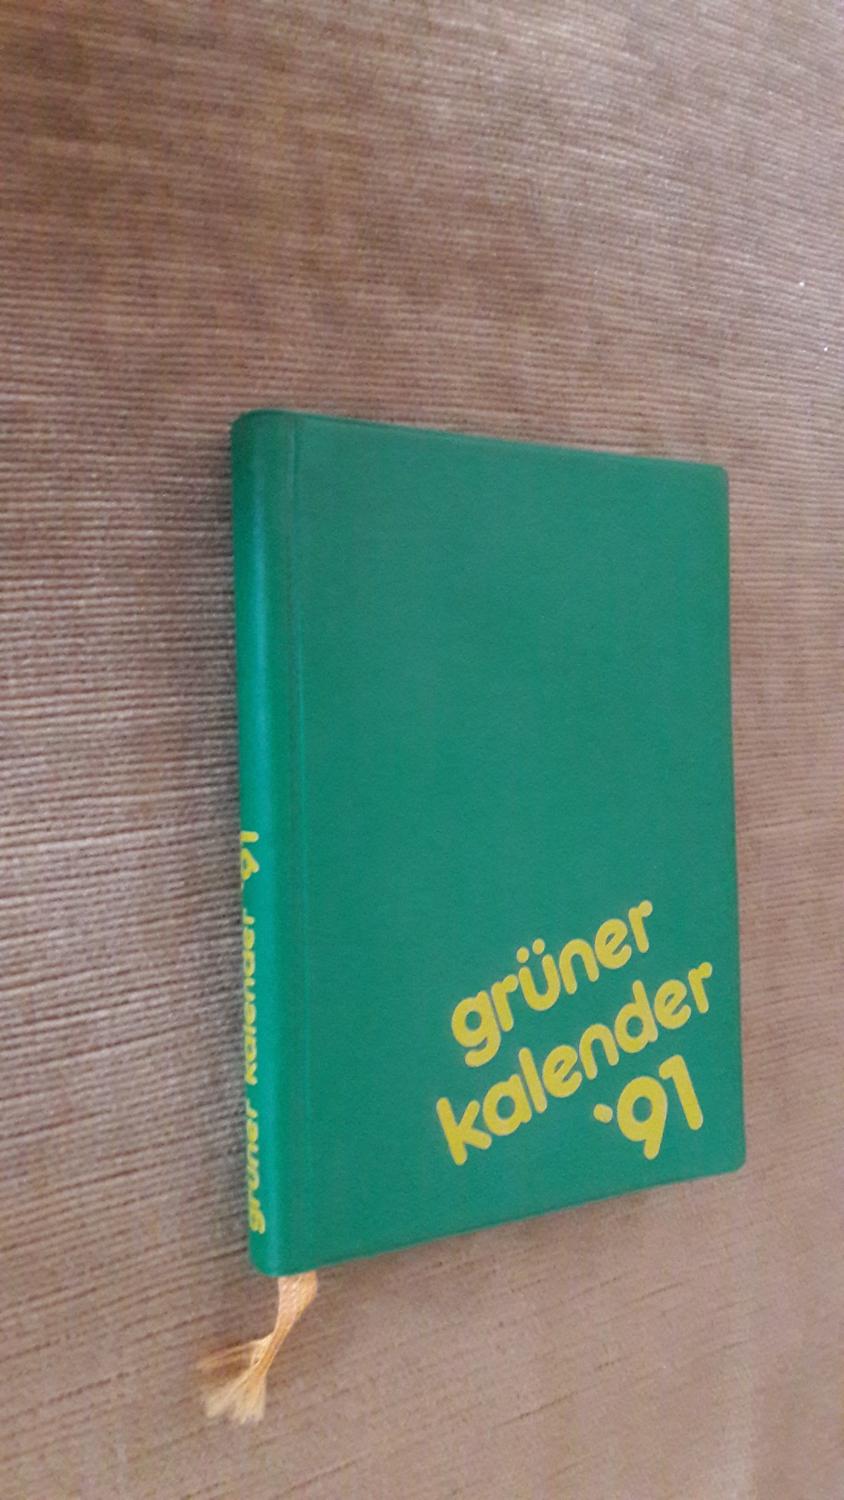 grüner
kalender
'91
grüner kalender '91